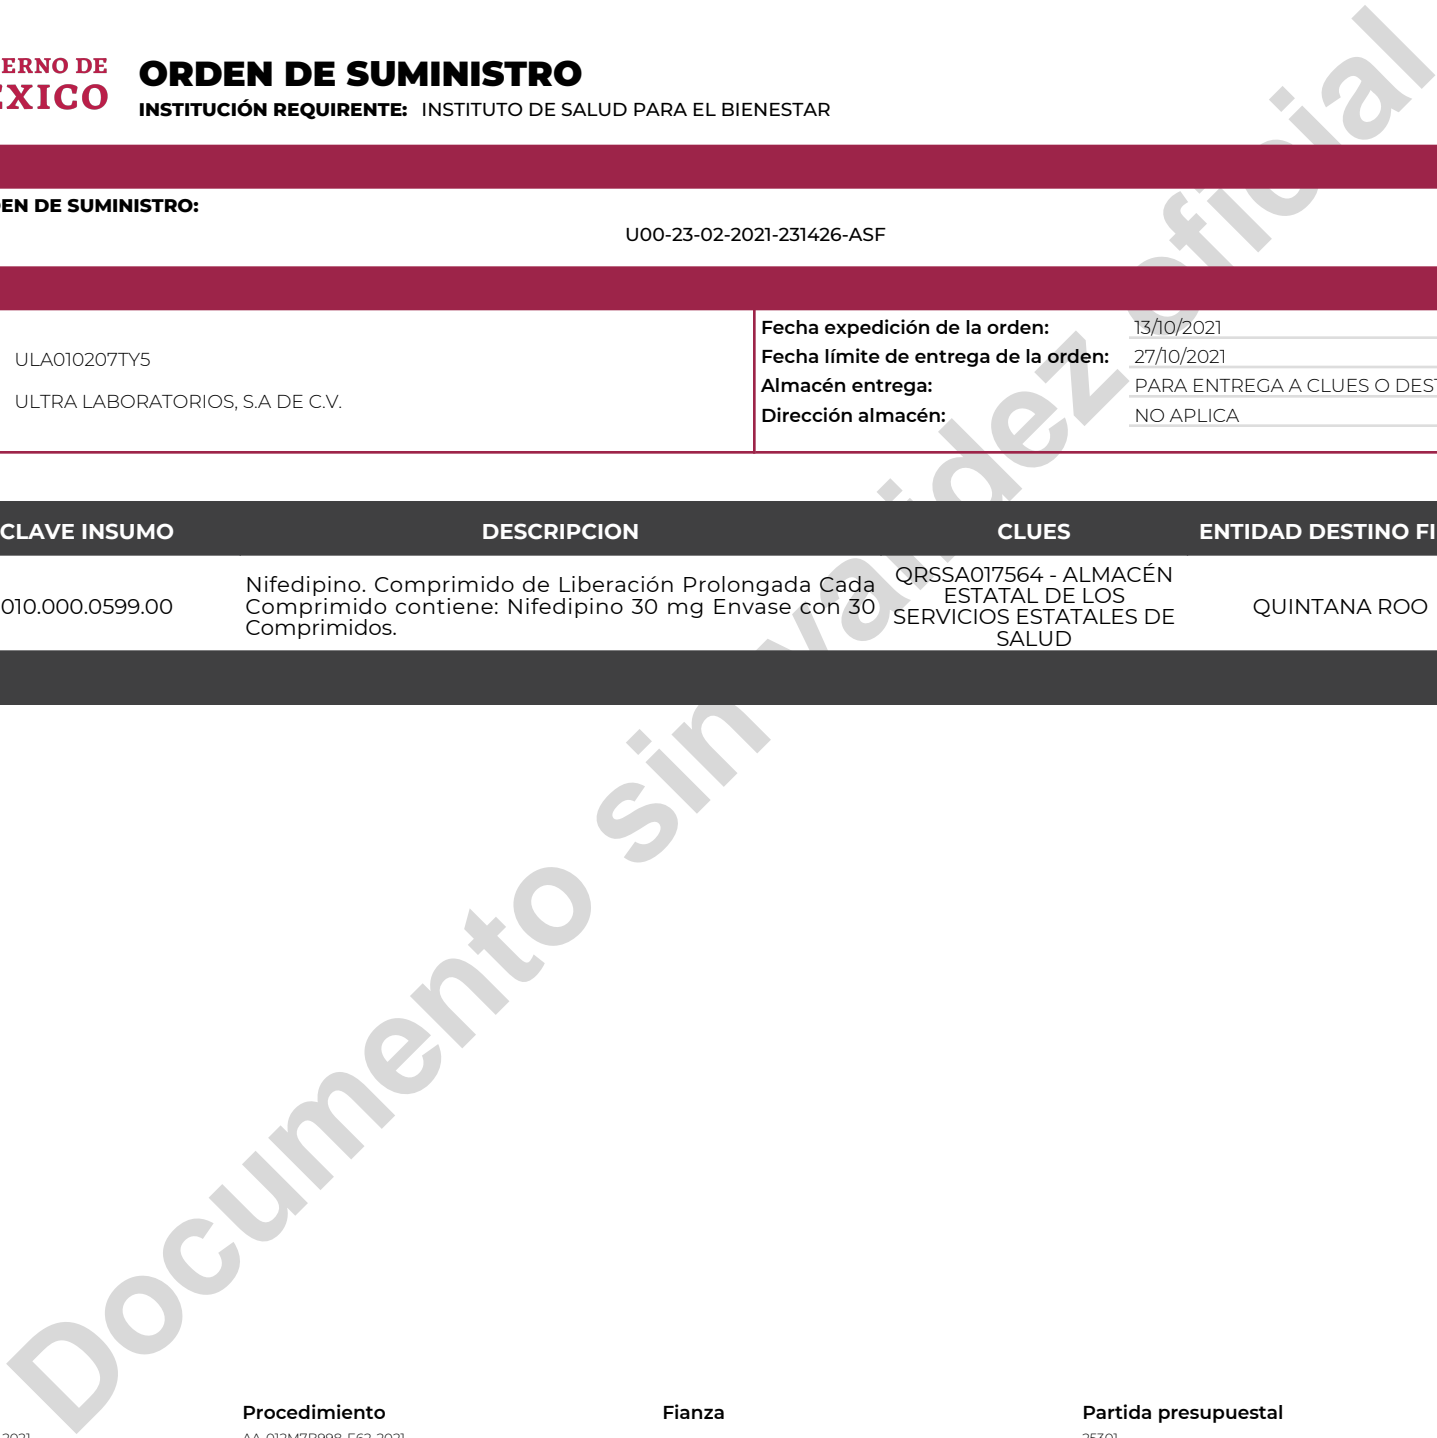 ERNO DE
EXICO
ORDEN DE SUMINISTRO
INSTITUCIÓN REQUIRENTE: INSTITUTO DE SALUD PARA EL BIENESTAR
EN DE SUMINISTRO:
U00-23-02-2021-231426-ASF
ULA010207TY5
ULTRA LABORATORIOS, S.A DE C.V.
Fecha expedición de la orden: 13/10/2021
Fecha límite de entrega de la orden: 27/10/2021
Almacén entrega: PARA ENTREGA A CLUES O DEST
Dirección almacén: NO APLICA
CLAVE INSUMO DESCRIPCION CLUES ENTIDAD DESTINO FI
010.000.0599.00
Nifedipino. Comprimido de Liberación Prolongada Cada
Comprimido contiene: Nifedipino 30 mg Envase con 30
Comprimidos.
QRSSA017564 - ALMACÉN
ESTATAL DE LOS
SERVICIOS ESTATALES DE
SALUD
QUINTANA ROO
Documento sin validez oficial
Procedimiento Fianza Partida presupuestal